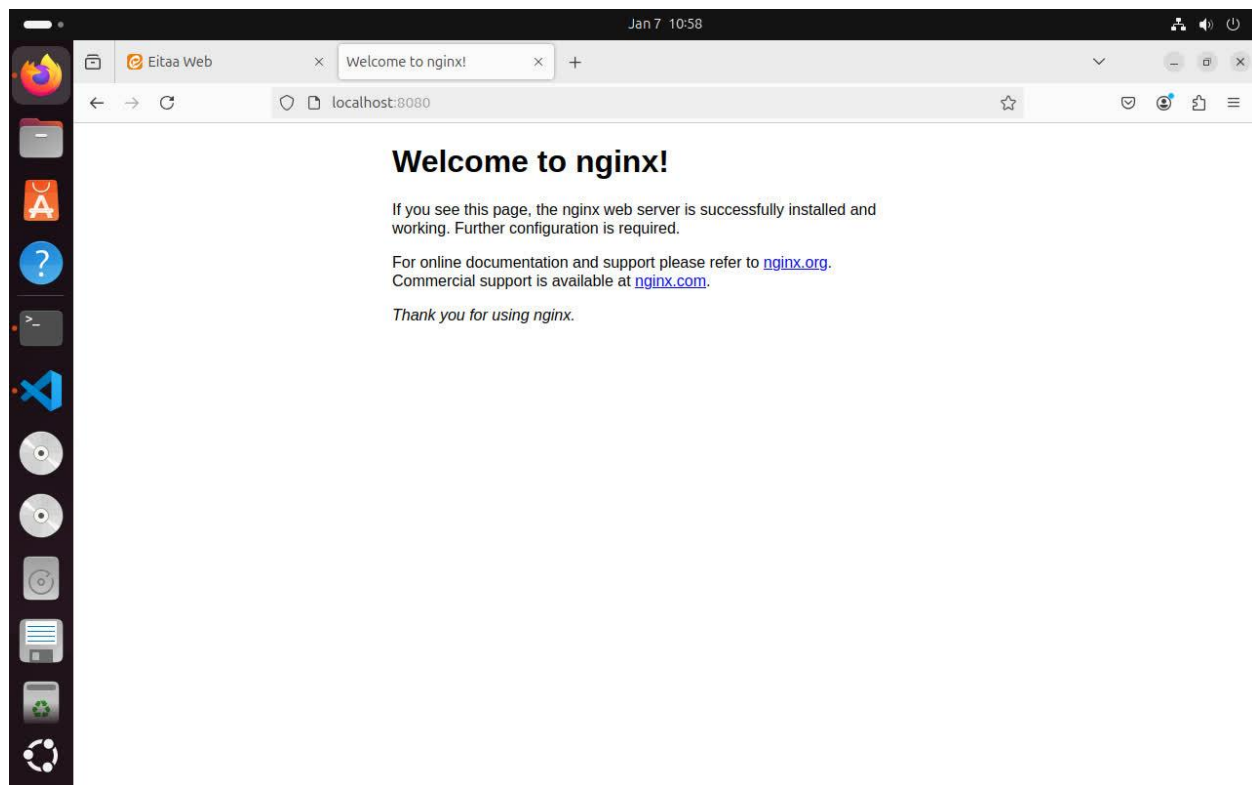 Jan 7 10:58
Eitaa Web
Welcome to nginx!
localhost:8080
Welcome to nginx!
If you see this page, the nginx web server is successfully installed and
working. Further configuration is required.
For online documentation and support please refer to nginx.org.
Commercial support is available at nginx.com.
Thank you for using nginx.